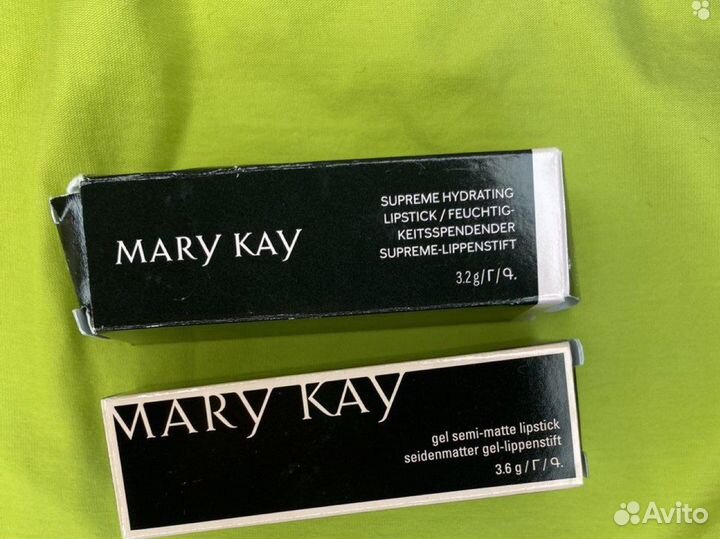 MARY KAY
SUPREME HYDRATING
LIPSTICK / FEUCHTIG-
KEITSSPENDENDER
SUPREME-LIPPENSTIFT
3.2 g/Г/գ.
MARY KAY
gel semi-matte lipstick
seidenmatter gel-lippenstift
3.6 g/Г/գ.
Avito